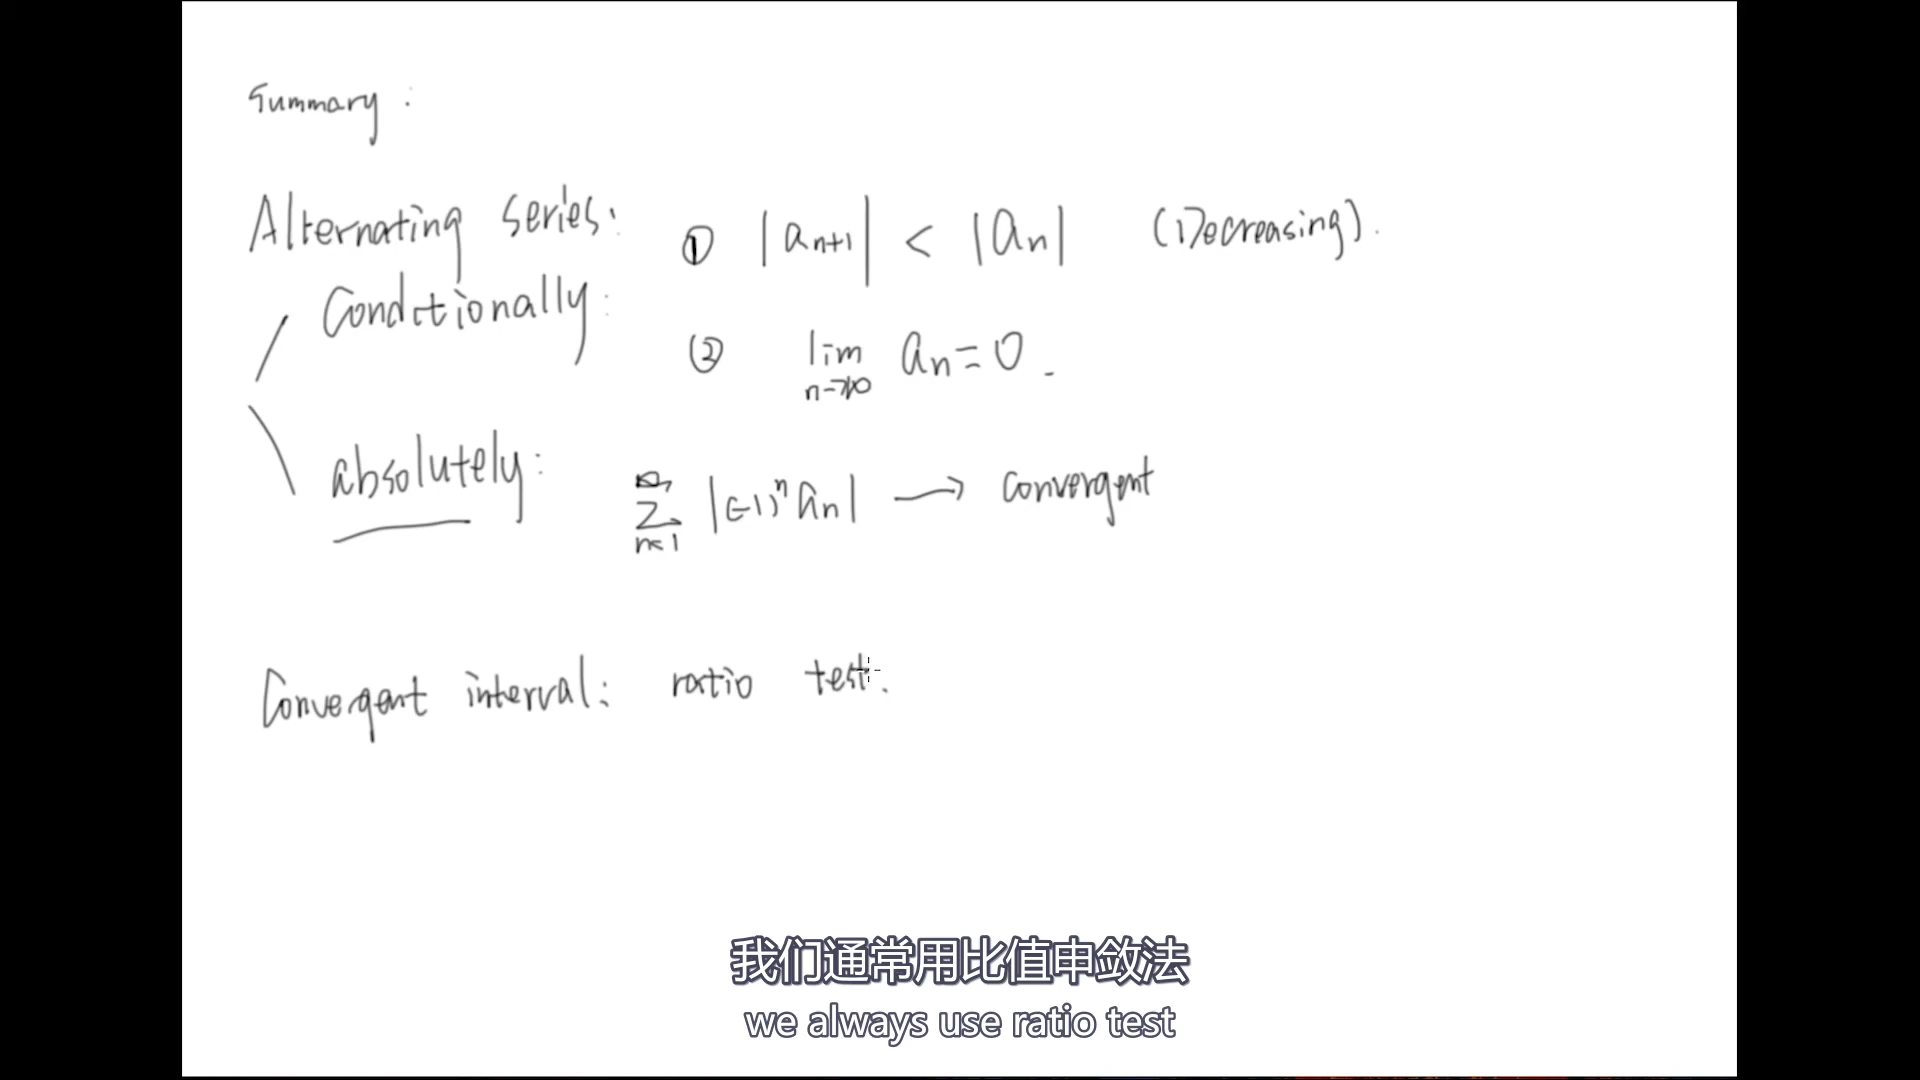 Summary:
Alternating series: ① |aₙ₊₁| < |aₙ| (Decreasing).
Conditionally:
② lim aₙ = 0.
n→∞
absolutely: ∞ Σ n=1 |(-1)ⁿ aₙ| → convergent
Convergent interval: ratio test.
我们通常用比值申敛法
we always use ratio test